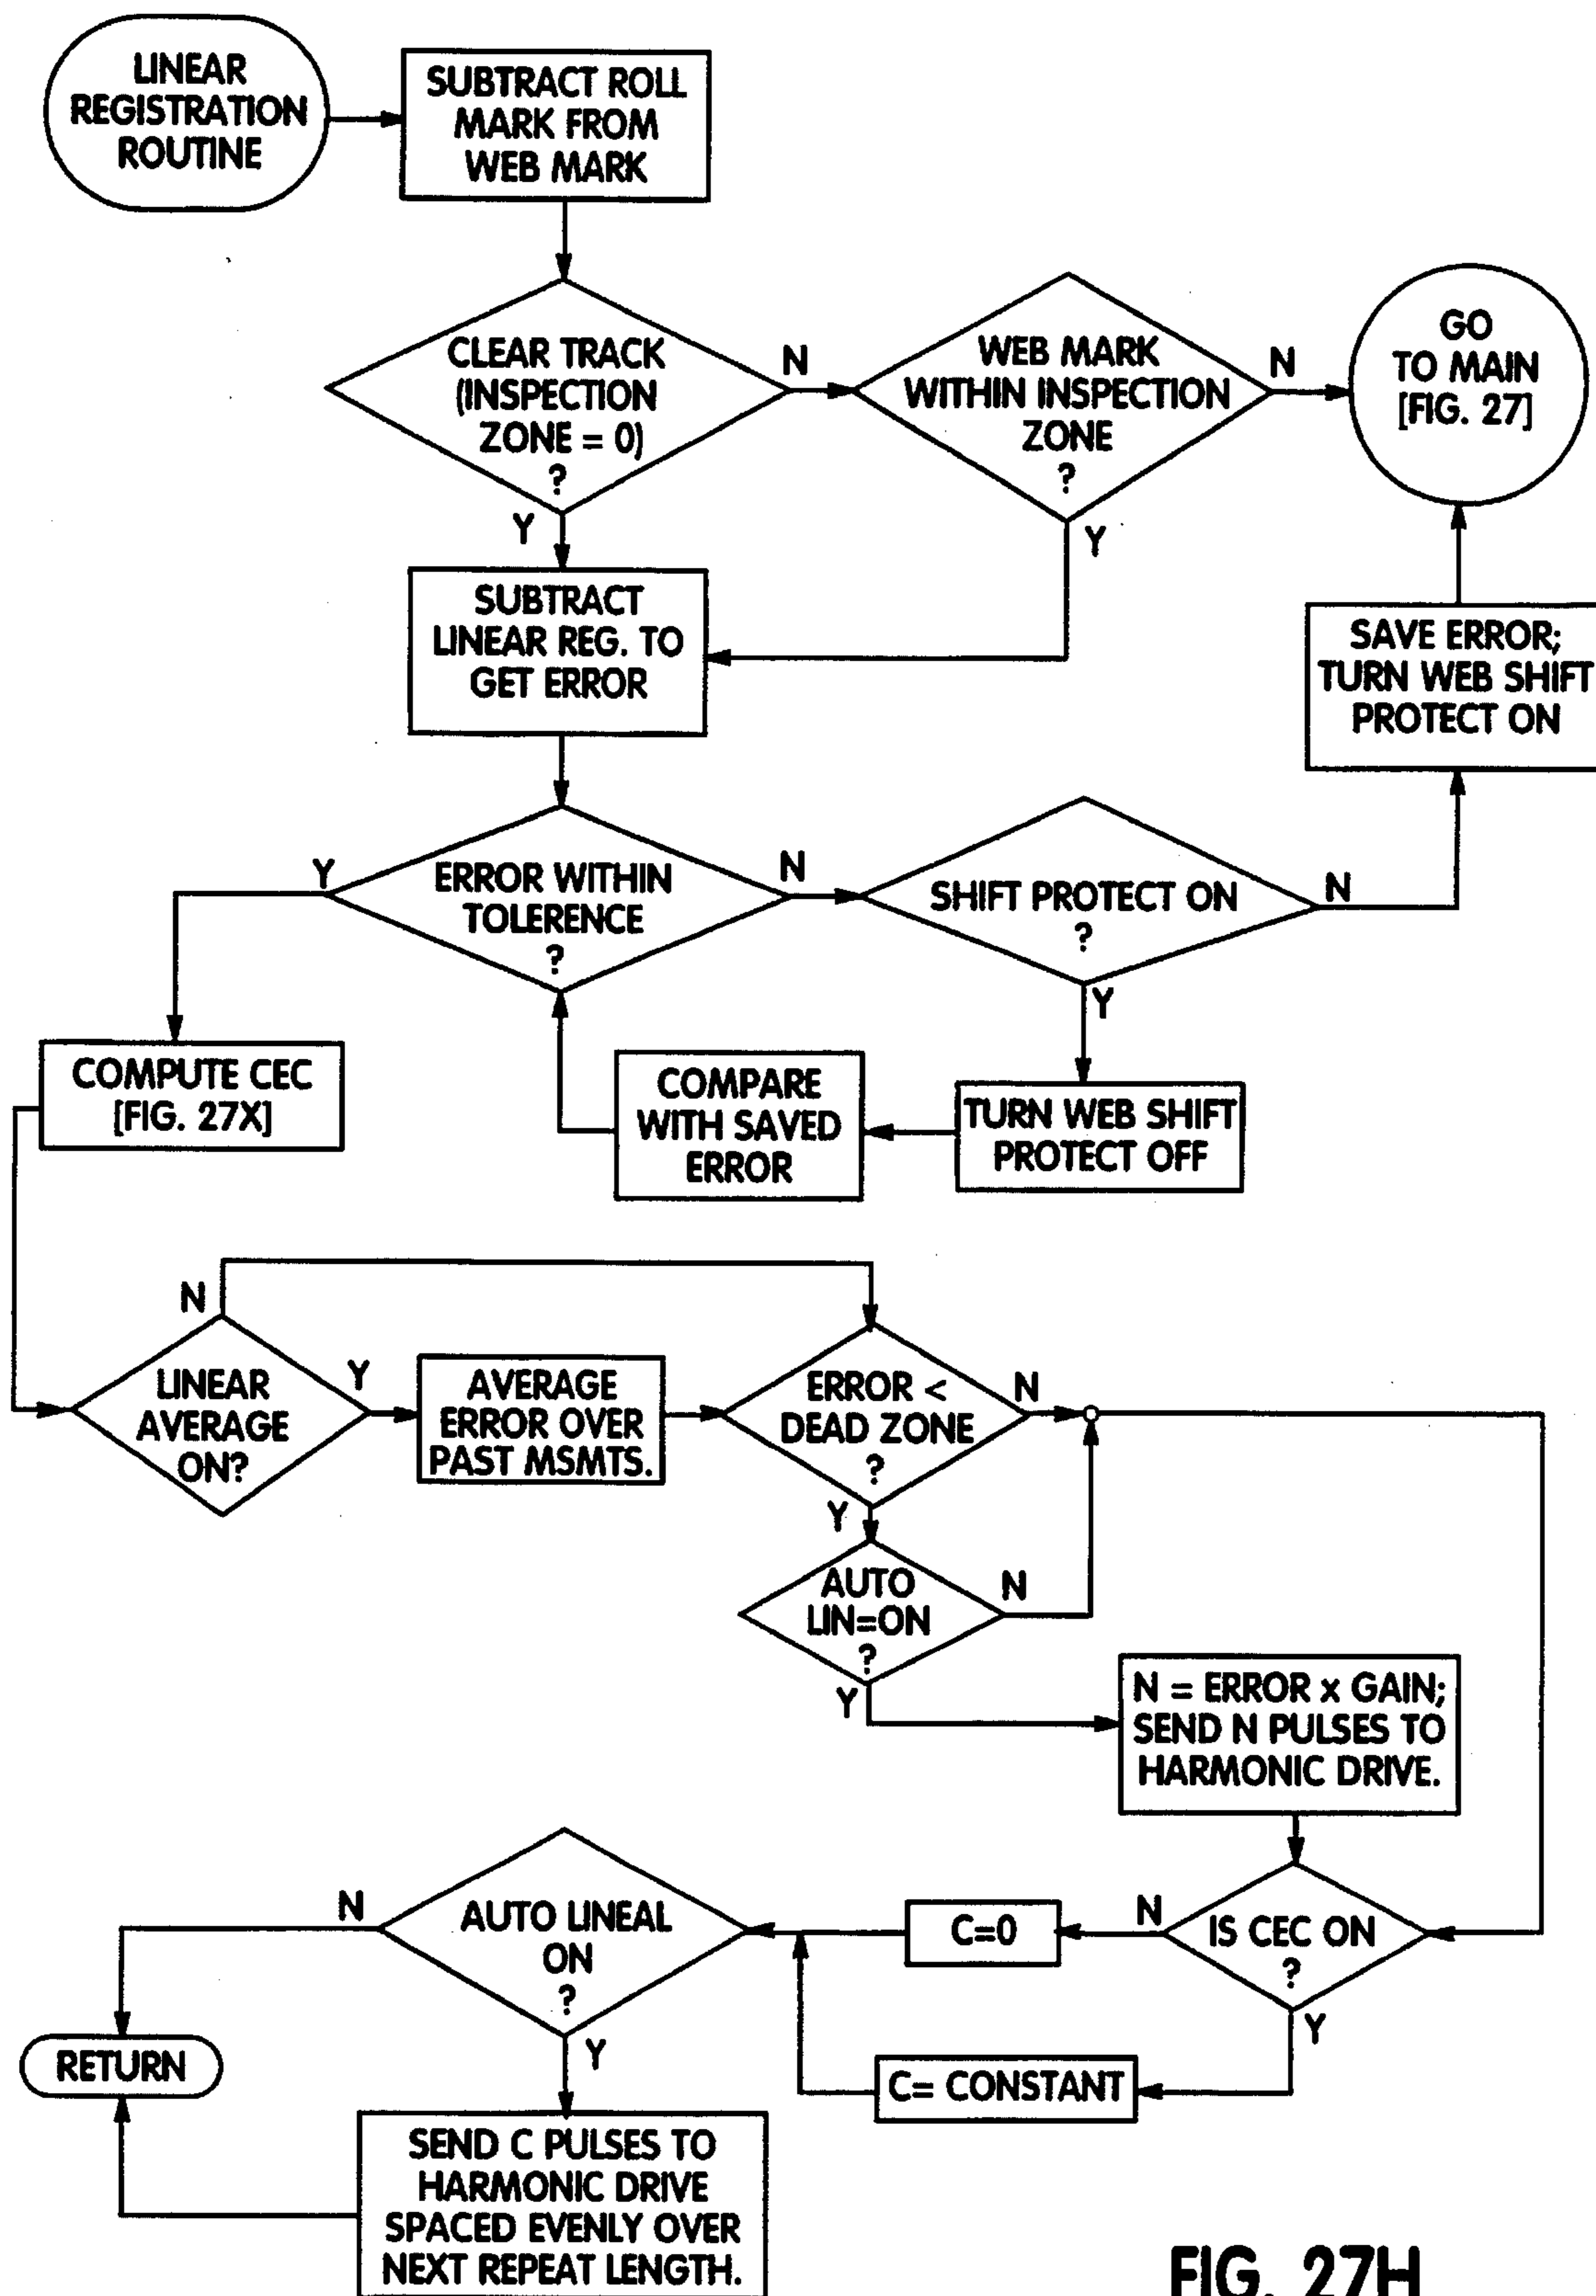 LINEAR
REGISTRATION
ROUTINE
SUBTRACT ROLL
MARK FROM
WEB MARK
CLEAR TRACK
(INSPECTION
ZONE = 0)
?
N
Y
WEB MARK
WITHIN INSPECTION
ZONE
?
N
Y
GO
TO MAIN
[FIG. 27]
SUBTRACT
LINEAR REG. TO
GET ERROR
SAVE ERROR;
TURN WEB SHIFT
PROTECT ON
Y
ERROR WITHIN
TOLERENCE
?
N
SHIFT PROTECT ON
?
N
Y
COMPUTE CEC
[FIG. 27X]
COMPARE
WITH SAVED
ERROR
TURN WEB SHIFT
PROTECT OFF
N
LINEAR
AVERAGE
ON?
Y
AVERAGE
ERROR OVER
PAST MSMTS.
ERROR <
DEAD ZONE
?
N
Y
AUTO
LIN=ON
?
N
Y
N = ERROR x GAIN;
SEND N PULSES TO
HARMONIC DRIVE.
N
AUTO LINEAL
ON
?
Y
C=0
N
IS CEC ON
?
Y
RETURN
C= CONSTANT
SEND C PULSES TO
HARMONIC DRIVE
SPACED EVENLY OVER
NEXT REPEAT LENGTH.
FIG. 27H